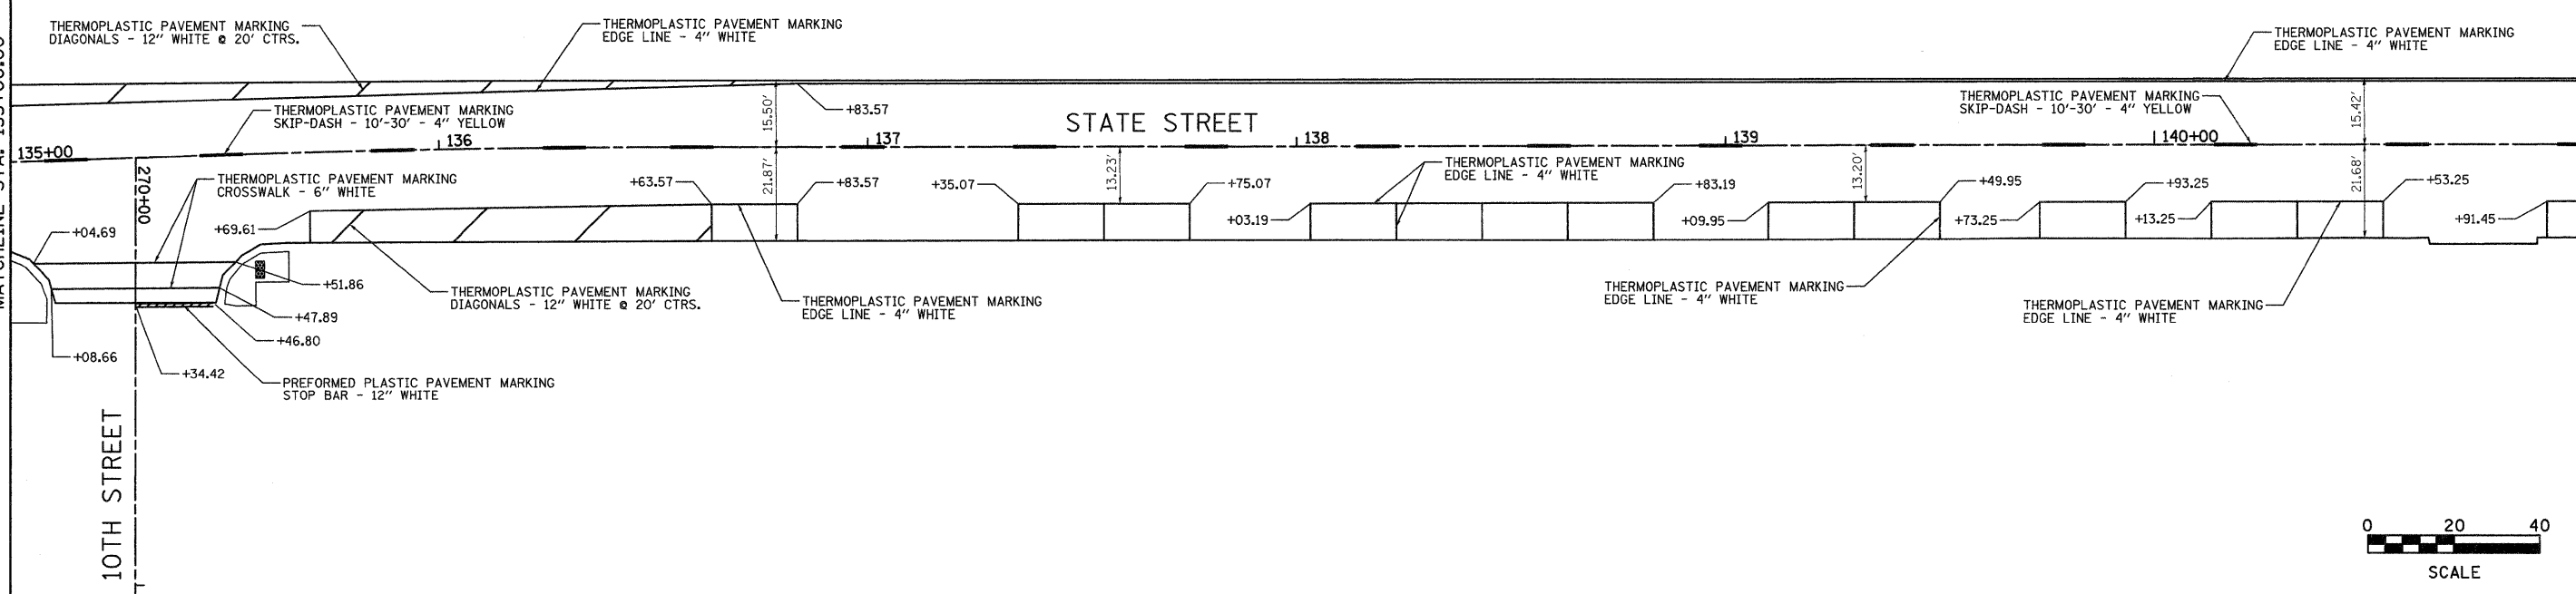 THERMOPLASTIC PAVEMENT MARKING
DIAGONALS - 12" WHITE @ 20' CTRS.
THERMOPLASTIC PAVEMENT MARKING
EDGE LINE - 4" WHITE
THERMOPLASTIC PAVEMENT MARKING
EDGE LINE - 4" WHITE
THERMOPLASTIC PAVEMENT MARKING
SKIP-DASH - 10'-30' - 4" YELLOW
+83.57
15.50'
STATE STREET
THERMOPLASTIC PAVEMENT MARKING
SKIP-DASH - 10'-30' - 4" YELLOW
15.42'
135+00
136
137
138
139
140+00
270+00
THERMOPLASTIC PAVEMENT MARKING
CROSSWALK - 6" WHITE
+63.57
21.87'
+83.57
+35.07
13.23'
+75.07
THERMOPLASTIC PAVEMENT MARKING
EDGE LINE - 4" WHITE
+83.19
13.20'
+49.95
+93.25
21.68'
+53.25
+04.69
+69.61
+03.19
+09.95
+73.25
+13.25
+91.45
+51.86
+47.89
+46.80
+08.66
+34.42
THERMOPLASTIC PAVEMENT MARKING
DIAGONALS - 12" WHITE @ 20' CTRS.
THERMOPLASTIC PAVEMENT MARKING
EDGE LINE - 4" WHITE
THERMOPLASTIC PAVEMENT MARKING
EDGE LINE - 4" WHITE
THERMOPLASTIC PAVEMENT MARKING
EDGE LINE - 4" WHITE
PREFORMED PLASTIC PAVEMENT MARKING
STOP BAR - 12" WHITE
10TH STREET
0 20 40
SCALE